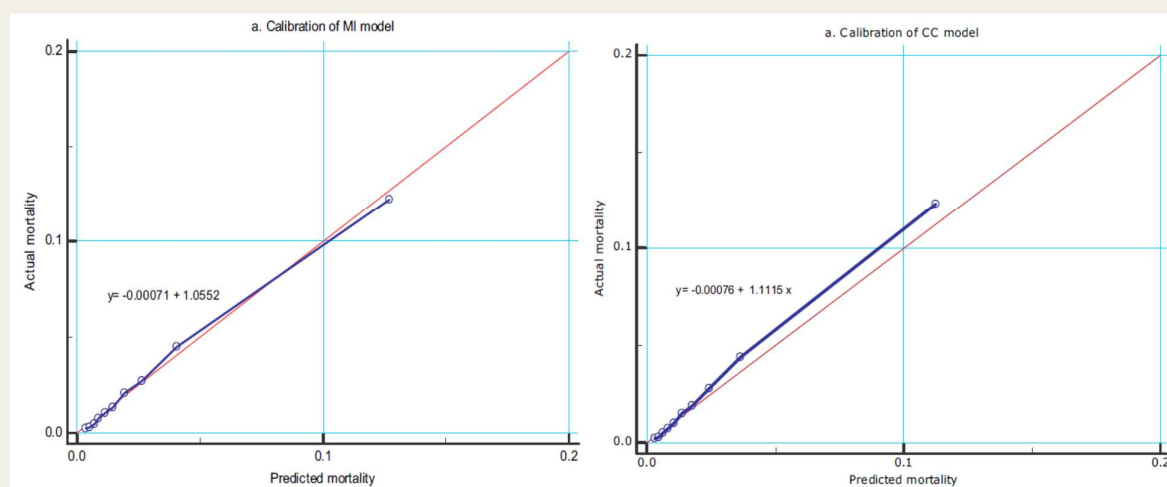 a. Calibration of MI model
0.2
0.1
0.0
Actual mortality
y= -0.00071 + 1.0552
0.0
0.1
0.2
Predicted mortality
a. Calibration of CC model
0.2
0.1
0.0
Actual mortality
y= -0.00076 + 1.1115 x
0.0
0.1
0.2
Predicted mortality